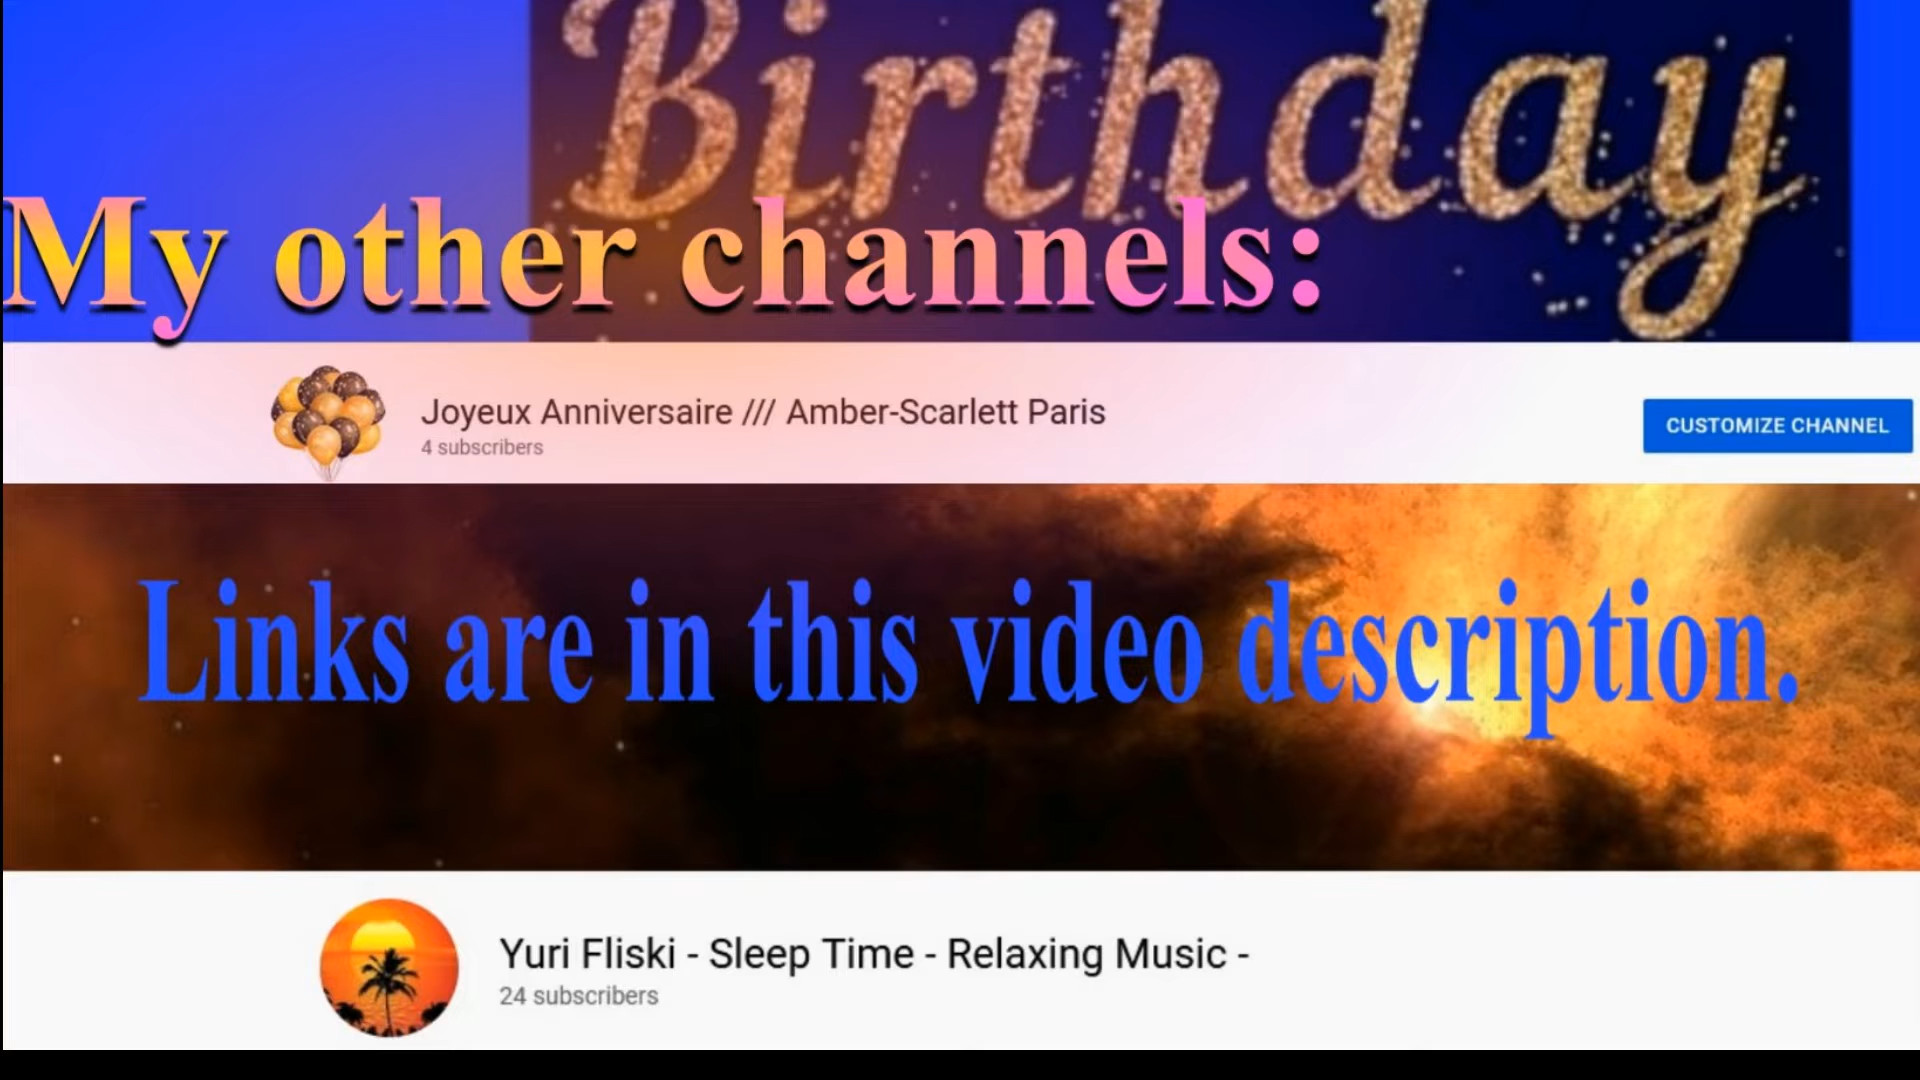 Birthday
My other channels:
Joyeux Anniversaire /// Amber-Scarlett Paris
4 subscribers
CUSTOMIZE CHANNEL
Links are in this video description.
Yuri Fliski - Sleep Time - Relaxing Music -
24 subscribers